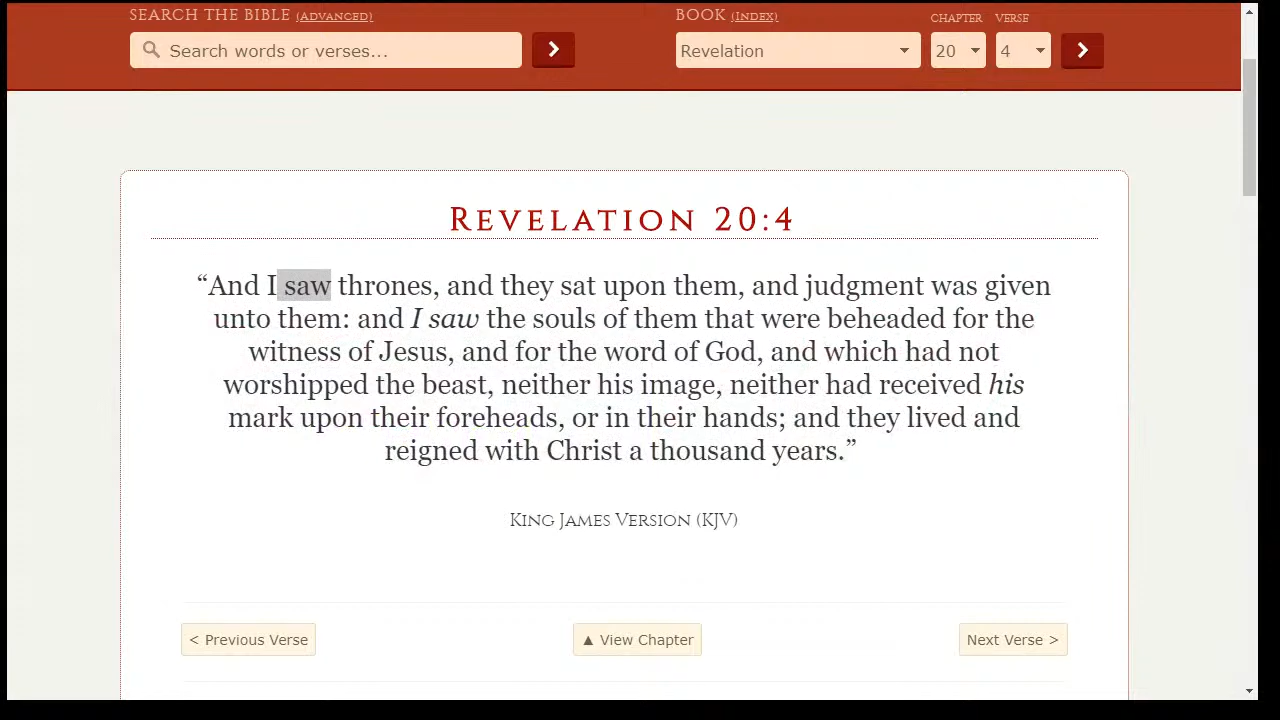 SEARCH THE BIBLE (ADVANCED)
BOOK (INDEX)
CHAPTER VERSE
Search words or verses...
Revelation
20
4
REVELATION 20:4
“And I saw thrones, and they sat upon them, and judgment was given
unto them: and I saw the souls of them that were beheaded for the
witness of Jesus, and for the word of God, and which had not
worshipped the beast, neither his image, neither had received his
mark upon their foreheads, or in their hands; and they lived and
reigned with Christ a thousand years.”
KING JAMES VERSION (KJV)
< Previous Verse
▲ View Chapter
Next Verse >